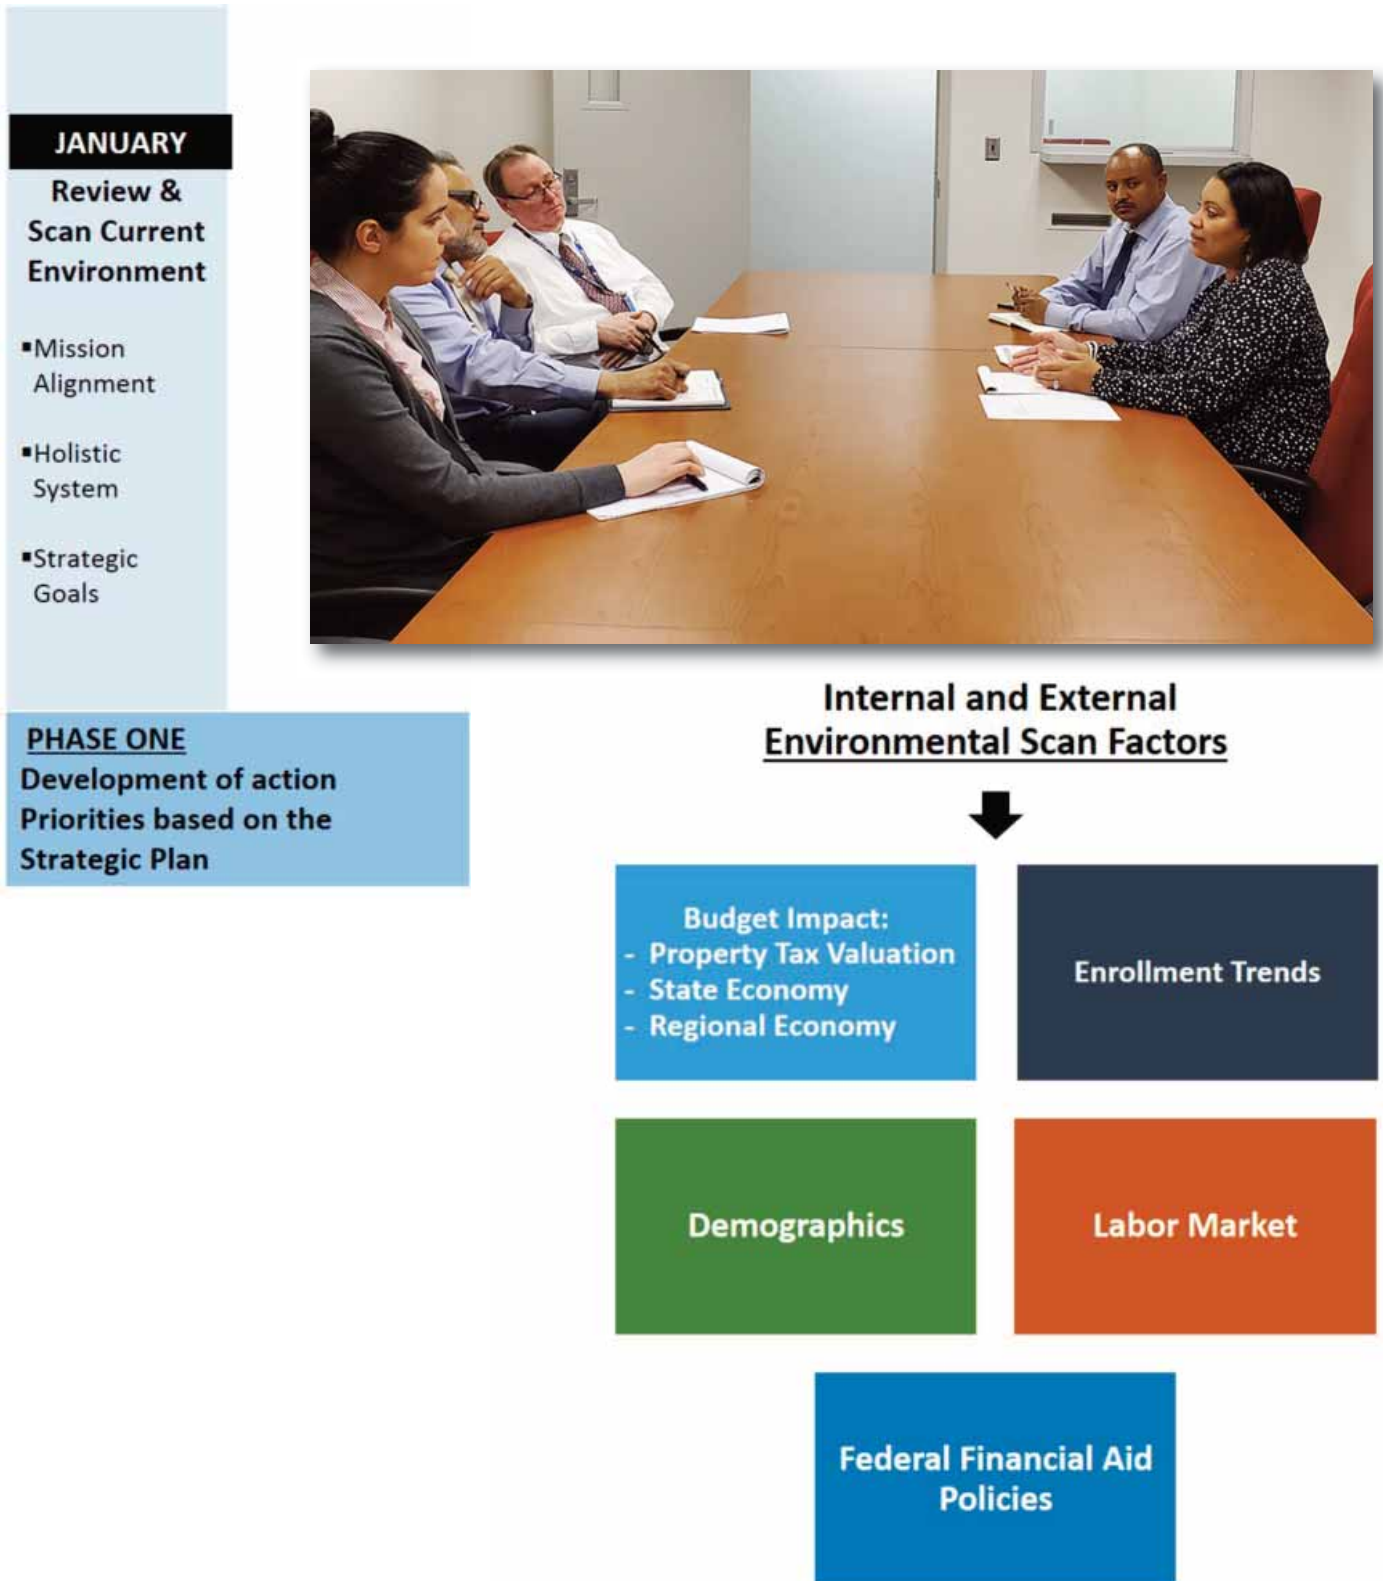 JANUARY
Review &
Scan Current
Environment
▪Mission
Alignment
▪Holistic
System
▪Strategic
Goals
PHASE ONE
Development of action
Priorities based on the
Strategic Plan
Internal and External
Environmental Scan Factors
Budget Impact:
- Property Tax Valuation
- State Economy
- Regional Economy
Enrollment Trends
Demographics
Labor Market
Federal Financial Aid
Policies